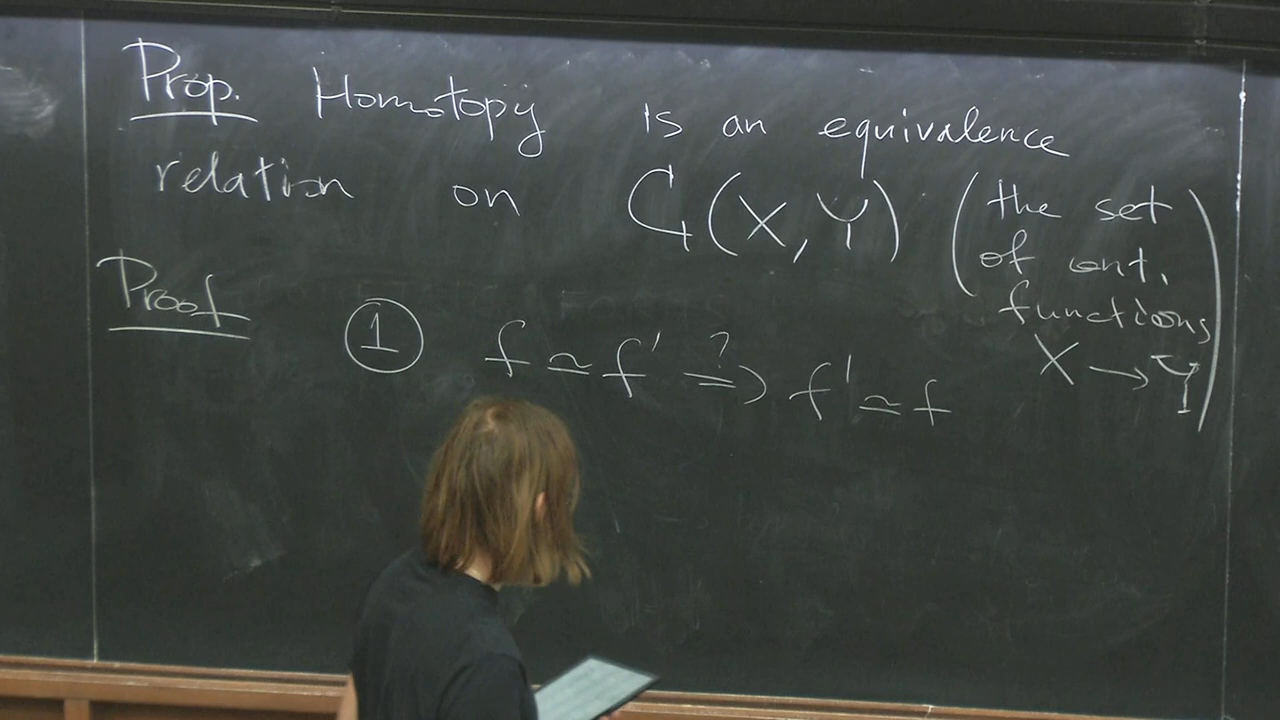 Prop. Homotopy is an equivalence
relation on C(X, Y) (the set
of cont.
functions
X → Y)
Proof ① f ≃ f' ?⇒ f' ≃ f